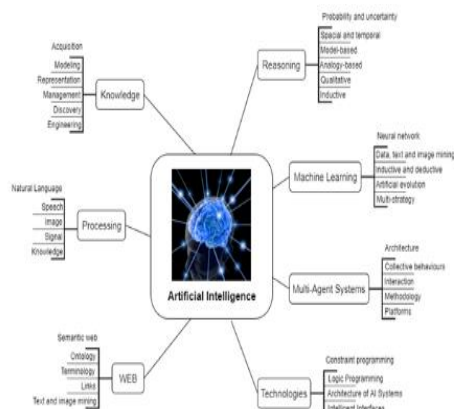 Acquisition
Modeling
Representation
Management
Discovery
Engineering
Knowledge
Probability and uncertainty
Spacial and temporal
Model-based
Analogy-based
Qualitative
Inductive
Reasoning
Neural network
Data, text and image mining
Inductive and deductive
Artificial evolution
Multi-strategy
Machine Learning
Natural Language
Speech
Image
Signal
Knowledge
Processing
Artificial Intelligence
Architecture
Collective behaviours
Interaction
Methodology
Platforms
Multi-Agent Systems
Semantic web
Ontology
Terminology
Links
Text and image mining
WEB
Constraint programming
Logic Programming
Architecture of AI Systems
Intelligent Interfaces
Technologies